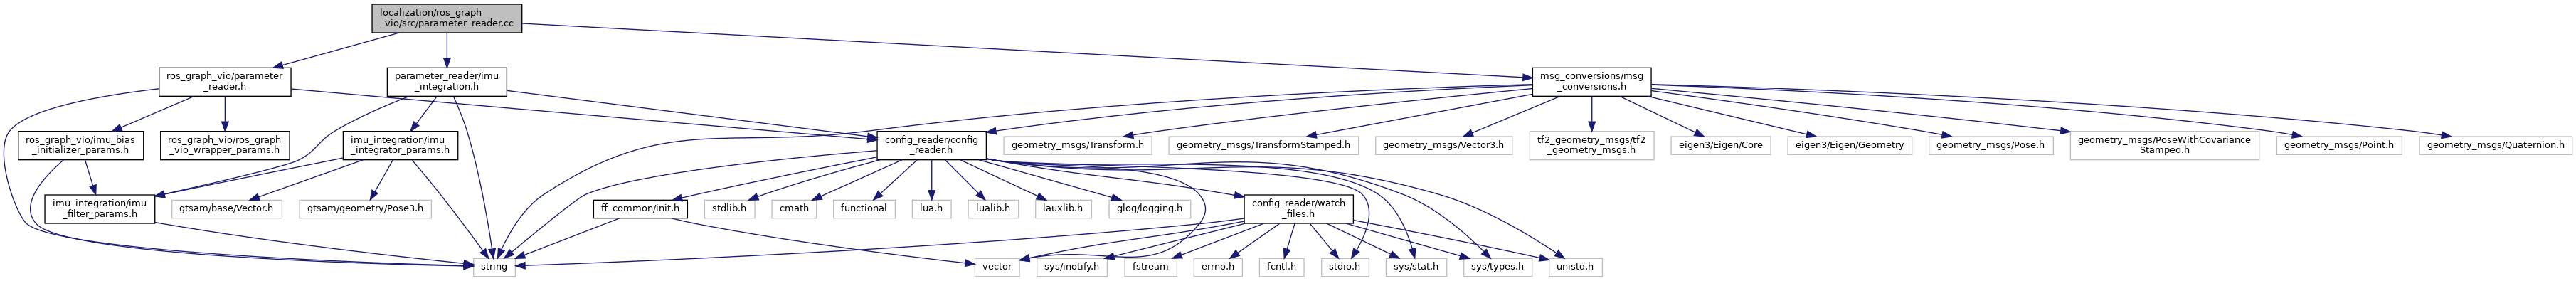 localization/ros_graph
_vio/src/parameter_reader.cc
ros_graph_vio/parameter
_reader.h
parameter_reader/imu
_integration.h
msg_conversions/msg
_conversions.h
ros_graph_vio/imu_bias
_initializer_params.h
ros_graph_vio/ros_graph
_vio_wrapper_params.h
imu_integration/imu
_integrator_params.h
config_reader/config
_reader.h
geometry_msgs/Transform.h
geometry_msgs/TransformStamped.h
geometry_msgs/Vector3.h
tf2_geometry_msgs/tf2
_geometry_msgs.h
eigen3/Eigen/Core
eigen3/Eigen/Geometry
geometry_msgs/Pose.h
geometry_msgs/PoseWithCovariance
Stamped.h
geometry_msgs/Point.h
geometry_msgs/Quaternion.h
imu_integration/imu
_filter_params.h
gtsam/base/Vector.h
gtsam/geometry/Pose3.h
ff_common/init.h
stdlib.h
cmath
functional
lua.h
lualib.h
lauxlib.h
glog/logging.h
config_reader/watch
_files.h
string
vector
sys/inotify.h
fstream
errno.h
fcntl.h
stdio.h
sys/stat.h
sys/types.h
unistd.h